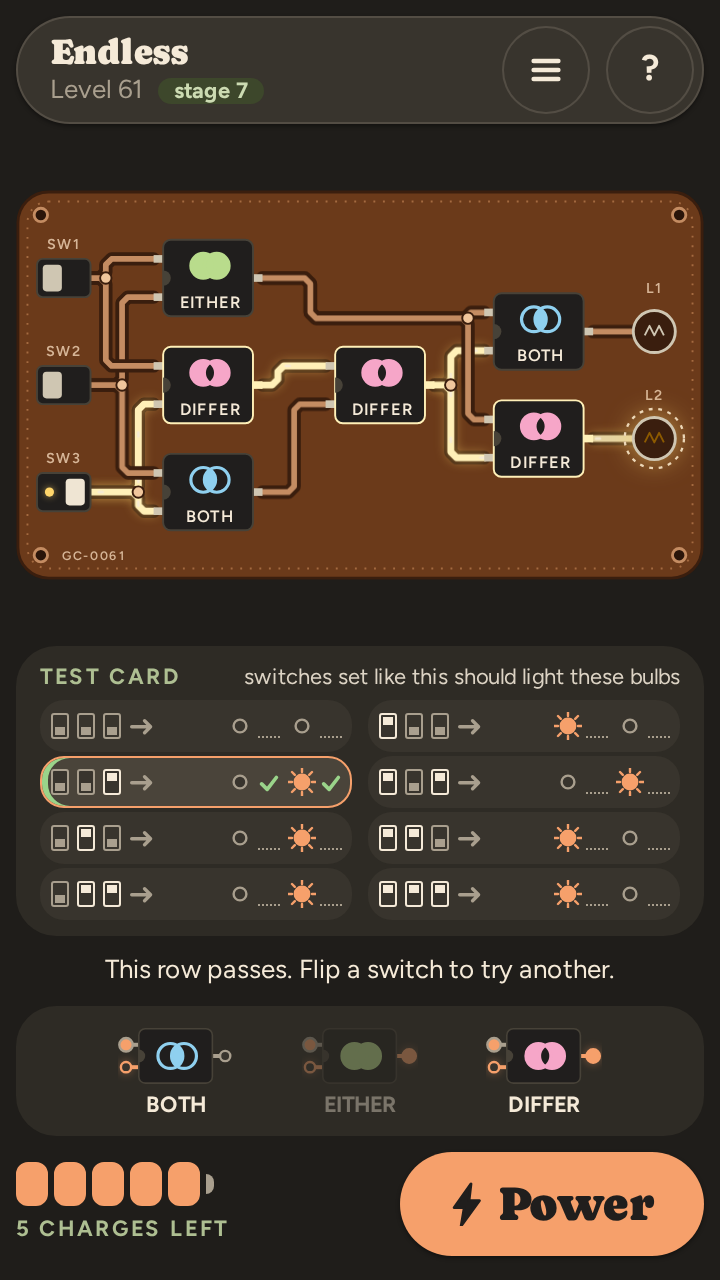 Endless
Level 61 stage 7
?
SW1
EITHER
L1
BOTH
SW2
DIFFER
DIFFER
L2
DIFFER
SW3
BOTH
GC-0061
TEST CARD switches set like this should light these bulbs
This row passes. Flip a switch to try another.
BOTH EITHER DIFFER
5 CHARGES LEFT
Power